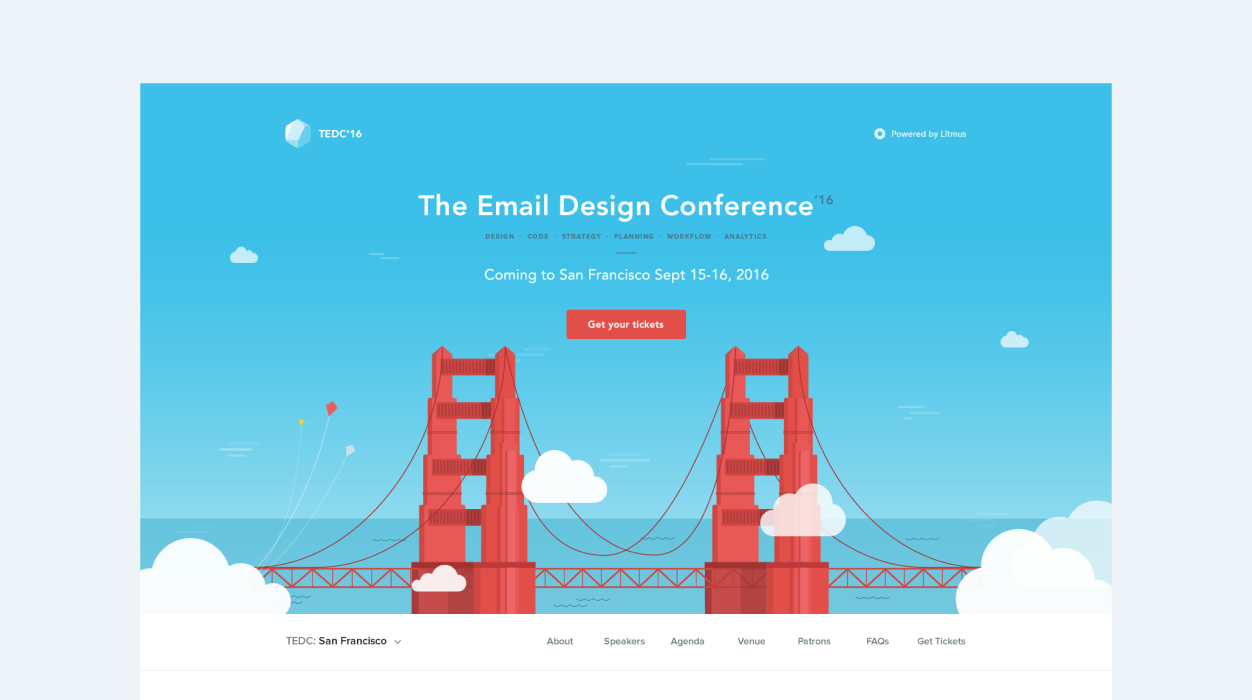 TEDC'16
Powered by Litmus
The Email Design Conference'16
DESIGN · CODE · STRATEGY · PLANNING · WORKFLOW · ANALYTICS
Coming to San Francisco Sept 15-16, 2016
Get your tickets
TEDC: San Francisco
About Speakers Agenda Venue Patrons FAQs Get Tickets